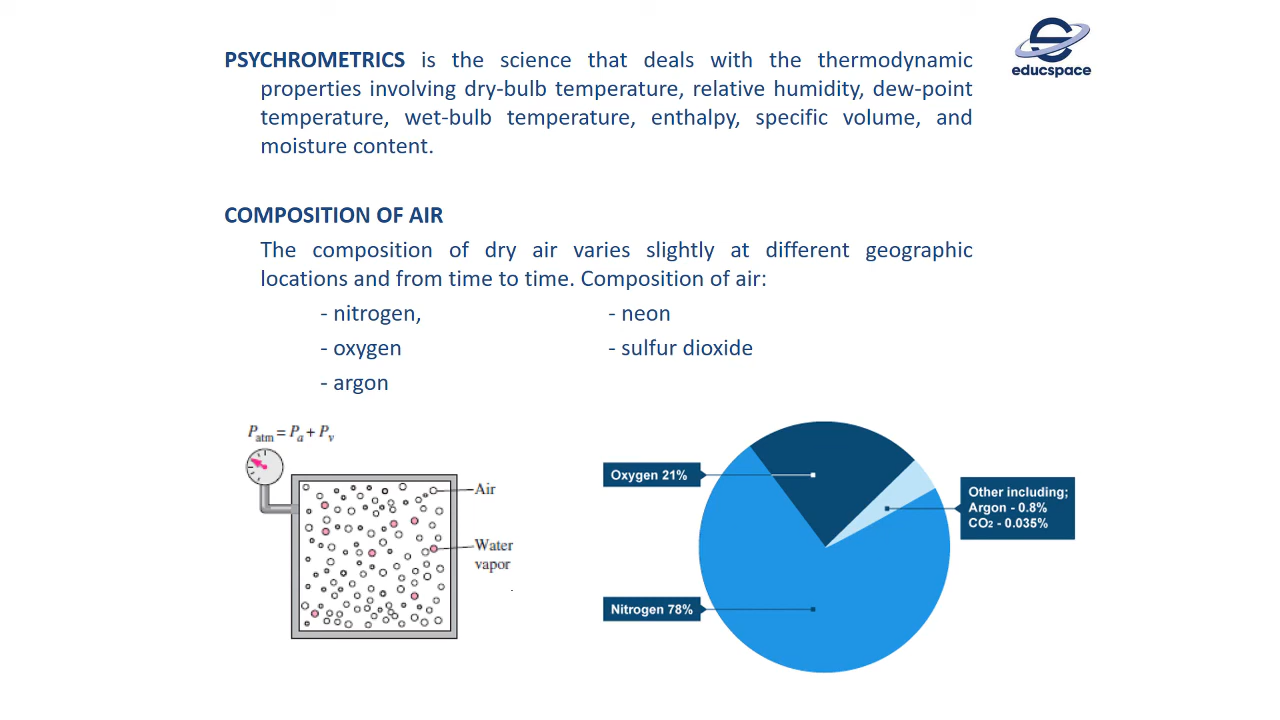 educspace
PSYCHROMETRICS is the science that deals with the thermodynamic
properties involving dry-bulb temperature, relative humidity, dew-point
temperature, wet-bulb temperature, enthalpy, specific volume, and
moisture content.
COMPOSITION OF AIR
The composition of dry air varies slightly at different geographic
locations and from time to time. Composition of air:
- nitrogen,
- oxygen
- argon
- neon
- sulfur dioxide
Patm = Pa + Pv
Air
Water
vapor
Oxygen 21%
Other including;
Argon - 0.8%
CO2 - 0.035%
Nitrogen 78%